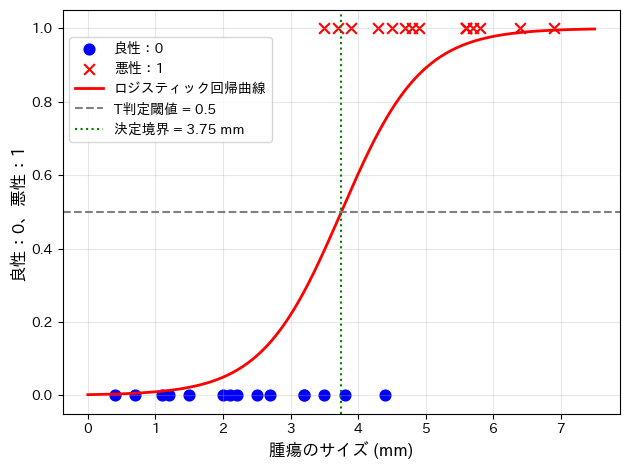 良性：0
悪性：1
ロジスティック回帰曲線
T判定閾値 = 0.5
決定境界 = 3.75 mm
良性：0、悪性：1
1.0
0.8
0.6
0.4
0.2
0.0
0 1 2 3 4 5 6 7
腫瘍のサイズ (mm)